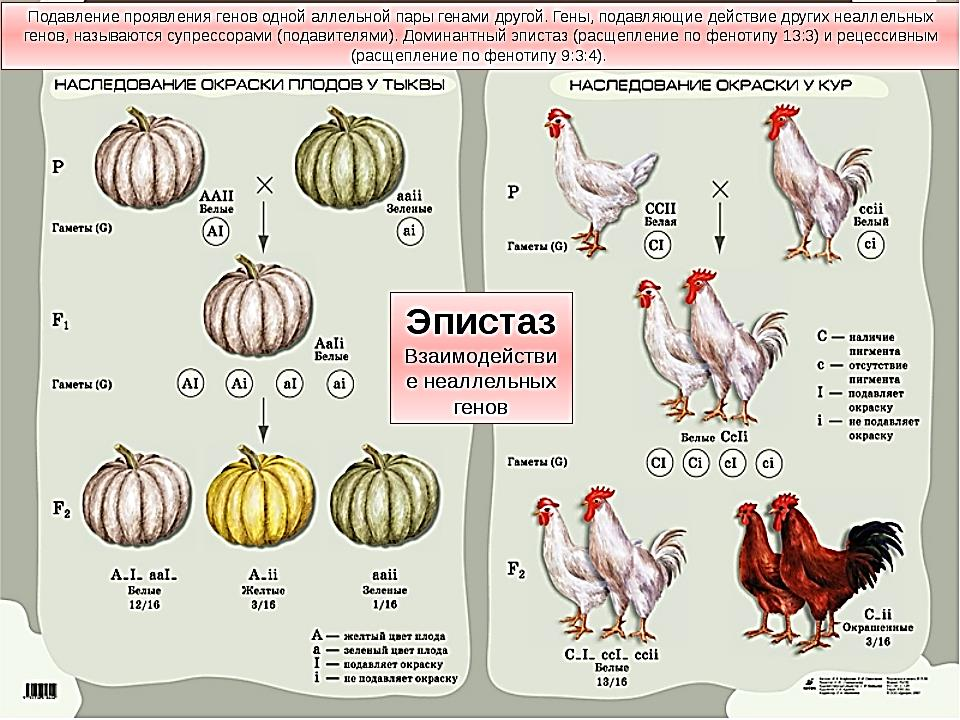 Подавление проявления генов одной аллельной пары генами другой. Гены, подавляющие действие других неаллельных
генов, называются супрессорами (подавителями). Доминантный эпистаз (расщепление по фенотипу 13:3) и рецессивным
(расщепление по фенотипу 9:3:4).
НАСЛЕДОВАНИЕ ОКРАСКИ ПЛОДОВ У ТЫКВЫ
P
×
AAII
Белые
aaii
Зеленые
Гаметы (G)
AI
ai
F₁
AaIi
Белые
Гаметы (G)
AI Ai aI ai
F₂
A_I_ aaI_
Белые
12/16
A_ii
Желтые
3/16
aaii
Зеленые
1/16
A — желтый цвет плода
a — зеленый цвет плода
I — подавляет окраску
i — не подавляет окраску
Эпистаз
Взаимодействи
е неаллельных
генов
НАСЛЕДОВАНИЕ ОКРАСКИ У КУР
P
×
CCII
Белая
ccii
Белый
Гаметы (G)
CI
ci
C — наличие
пигмента
c — отсутствие
пигмента
I — подавляет
окраску
i — не подавляет
окраску
Белые CcIi
Гаметы (G)
CI Ci cI ci
F₂
C_I_ ccI_ ccii
Белые
13/16
C_ii
Окрашенные
3/16